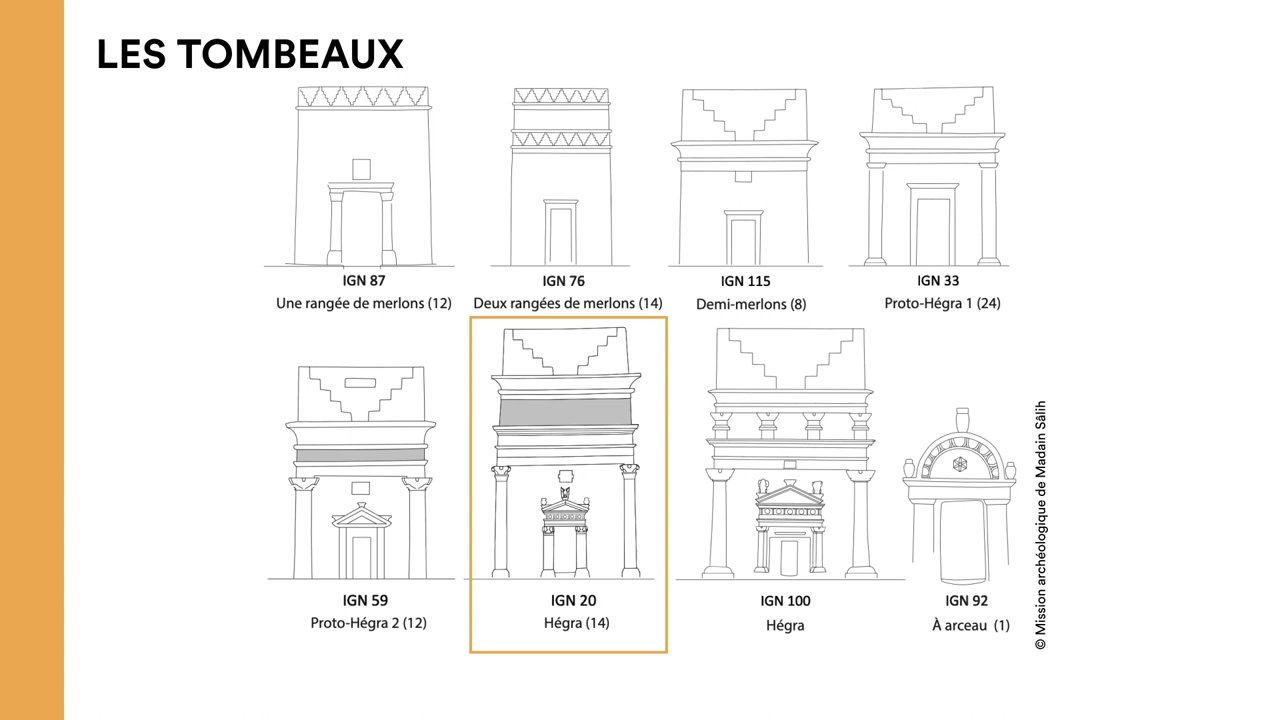 LES TOMBEAUX
IGN 87
Une rangée de merlons (12)
IGN 76
Deux rangées de merlons (14)
IGN 115
Demi-merlons (8)
IGN 33
Proto-Hégra 1 (24)
IGN 59
Proto-Hégra 2 (12)
IGN 20
Hégra (14)
IGN 100
Hégra
IGN 92
À arceau (1)
© Mission archéologique de Madain Sâlih